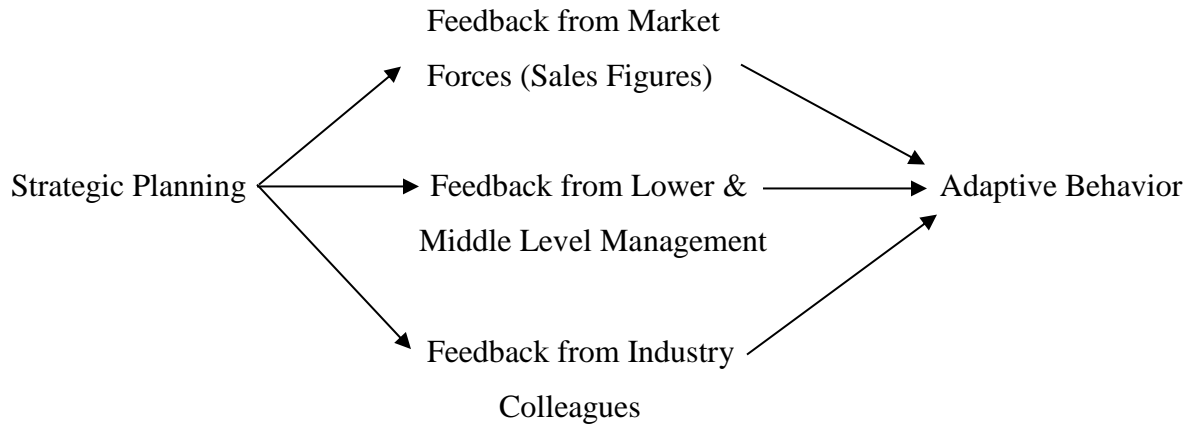 Feedback from Market
Forces (Sales Figures)
Strategic Planning
Feedback from Lower &
Adaptive Behavior
Middle Level Management
Feedback from Industry
Colleagues